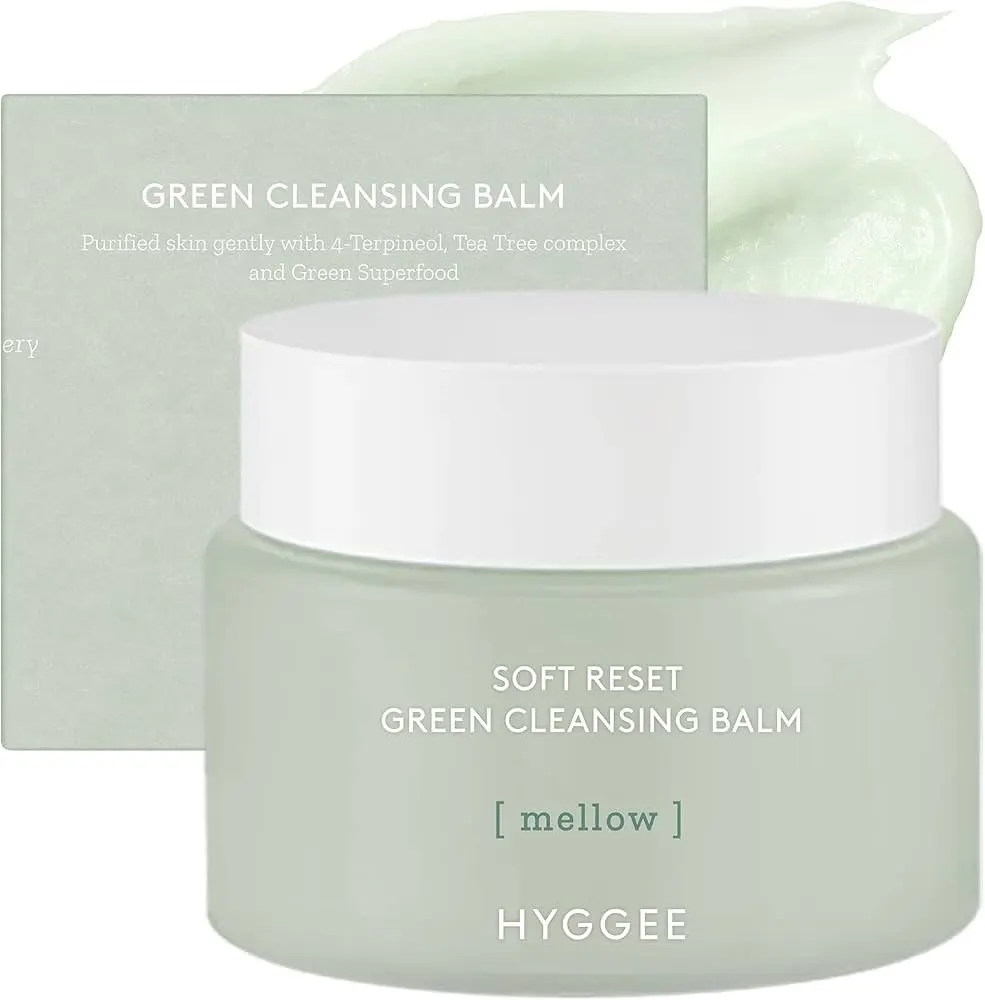 GREEN CLEANSING BALM
Purified skin gently with 4-Terpineol, Tea Tree complex
and Green Superfood
ery
SOFT RESET
GREEN CLEANSING BALM
[ mellow ]
HYGGEE